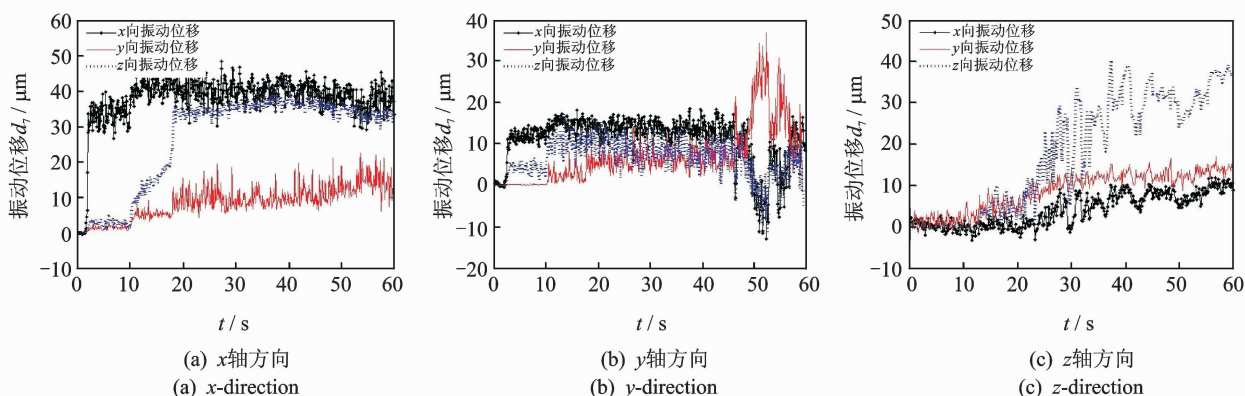 60
50
40
30
20
10
0
−10
0 10 20 30 40 50 60
x向振动位移
y向振动位移
z向振动位移
振动位移d₇ / μm
t / s
(a) x轴方向
(a) x-direction
40
30
20
10
0
−10
−20
0 10 20 30 40 50 60
x向振动位移
y向振动位移
z向振动位移
振动位移d₇ / μm
t / s
(b) y轴方向
(b) y-direction
50
40
30
20
10
0
−10
0 10 20 30 40 50 60
x向振动位移
y向振动位移
z向振动位移
振动位移d₇ / μm
t / s
(c) z轴方向
(c) z-direction